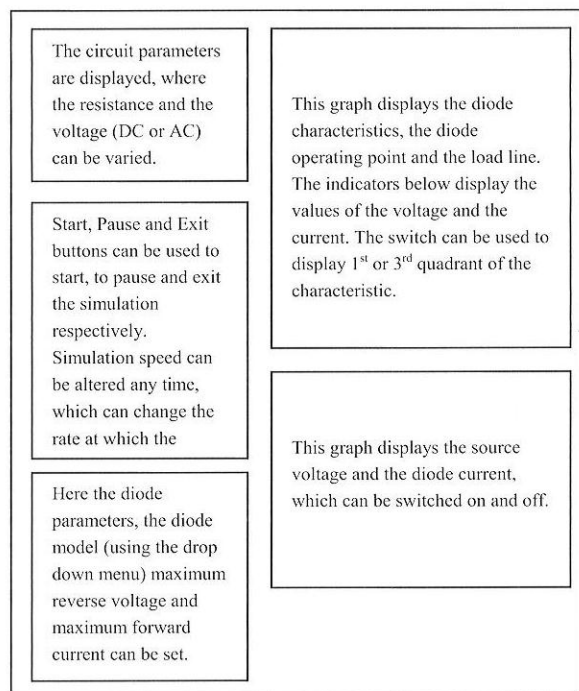 The circuit parameters
are displayed, where
the resistance and the
voltage (DC or AC)
can be varied.
Start, Pause and Exit
buttons can be used to
start, to pause and exit
the simulation
respectively.
Simulation speed can
be altered any time,
which can change the
rate at which the
Here the diode
parameters, the diode
model (using the drop
down menu) maximum
reverse voltage and
maximum forward
current can be set.
This graph displays the diode
characteristics, the diode
operating point and the load line.
The indicators below display the
values of the voltage and the
current. The switch can be used to
display 1st or 3rd quadrant of the
characteristic.
This graph displays the source
voltage and the diode current,
which can be switched on and off.